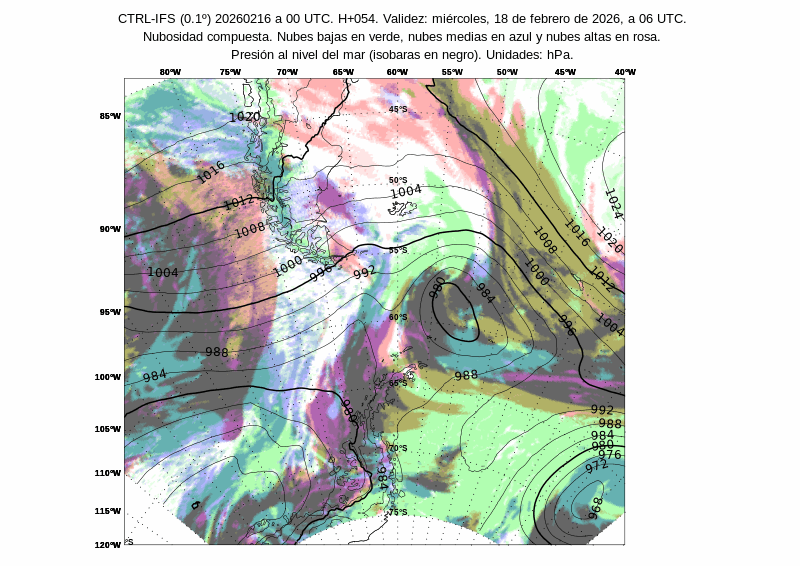 CTRL-IFS (0.1º) 20260216 a 00 UTC. H+054. Validez: miércoles, 18 de febrero de 2026, a 06 UTC.
Nubosidad compuesta. Nubes bajas en verde, nubes medias en azul y nubes altas en rosa.
Presión al nivel del mar (isobaras en negro). Unidades: hPa.
80°W 75°W 70°W 65°W 60°W 55°W 50°W 45°W 40°W
85°W
90°W
95°W
100°W
105°W
110°W
115°W
120°W
45°S
50°S
55°S
60°S
65°S
70°S
75°S
°S
1020
1016
1012
1008
1004
1000
996
992
1004
988
984
980
984
988
980
984
1024
1020
1016
1012
1008
1004
1000
996
992
988
984
980
976
972
968